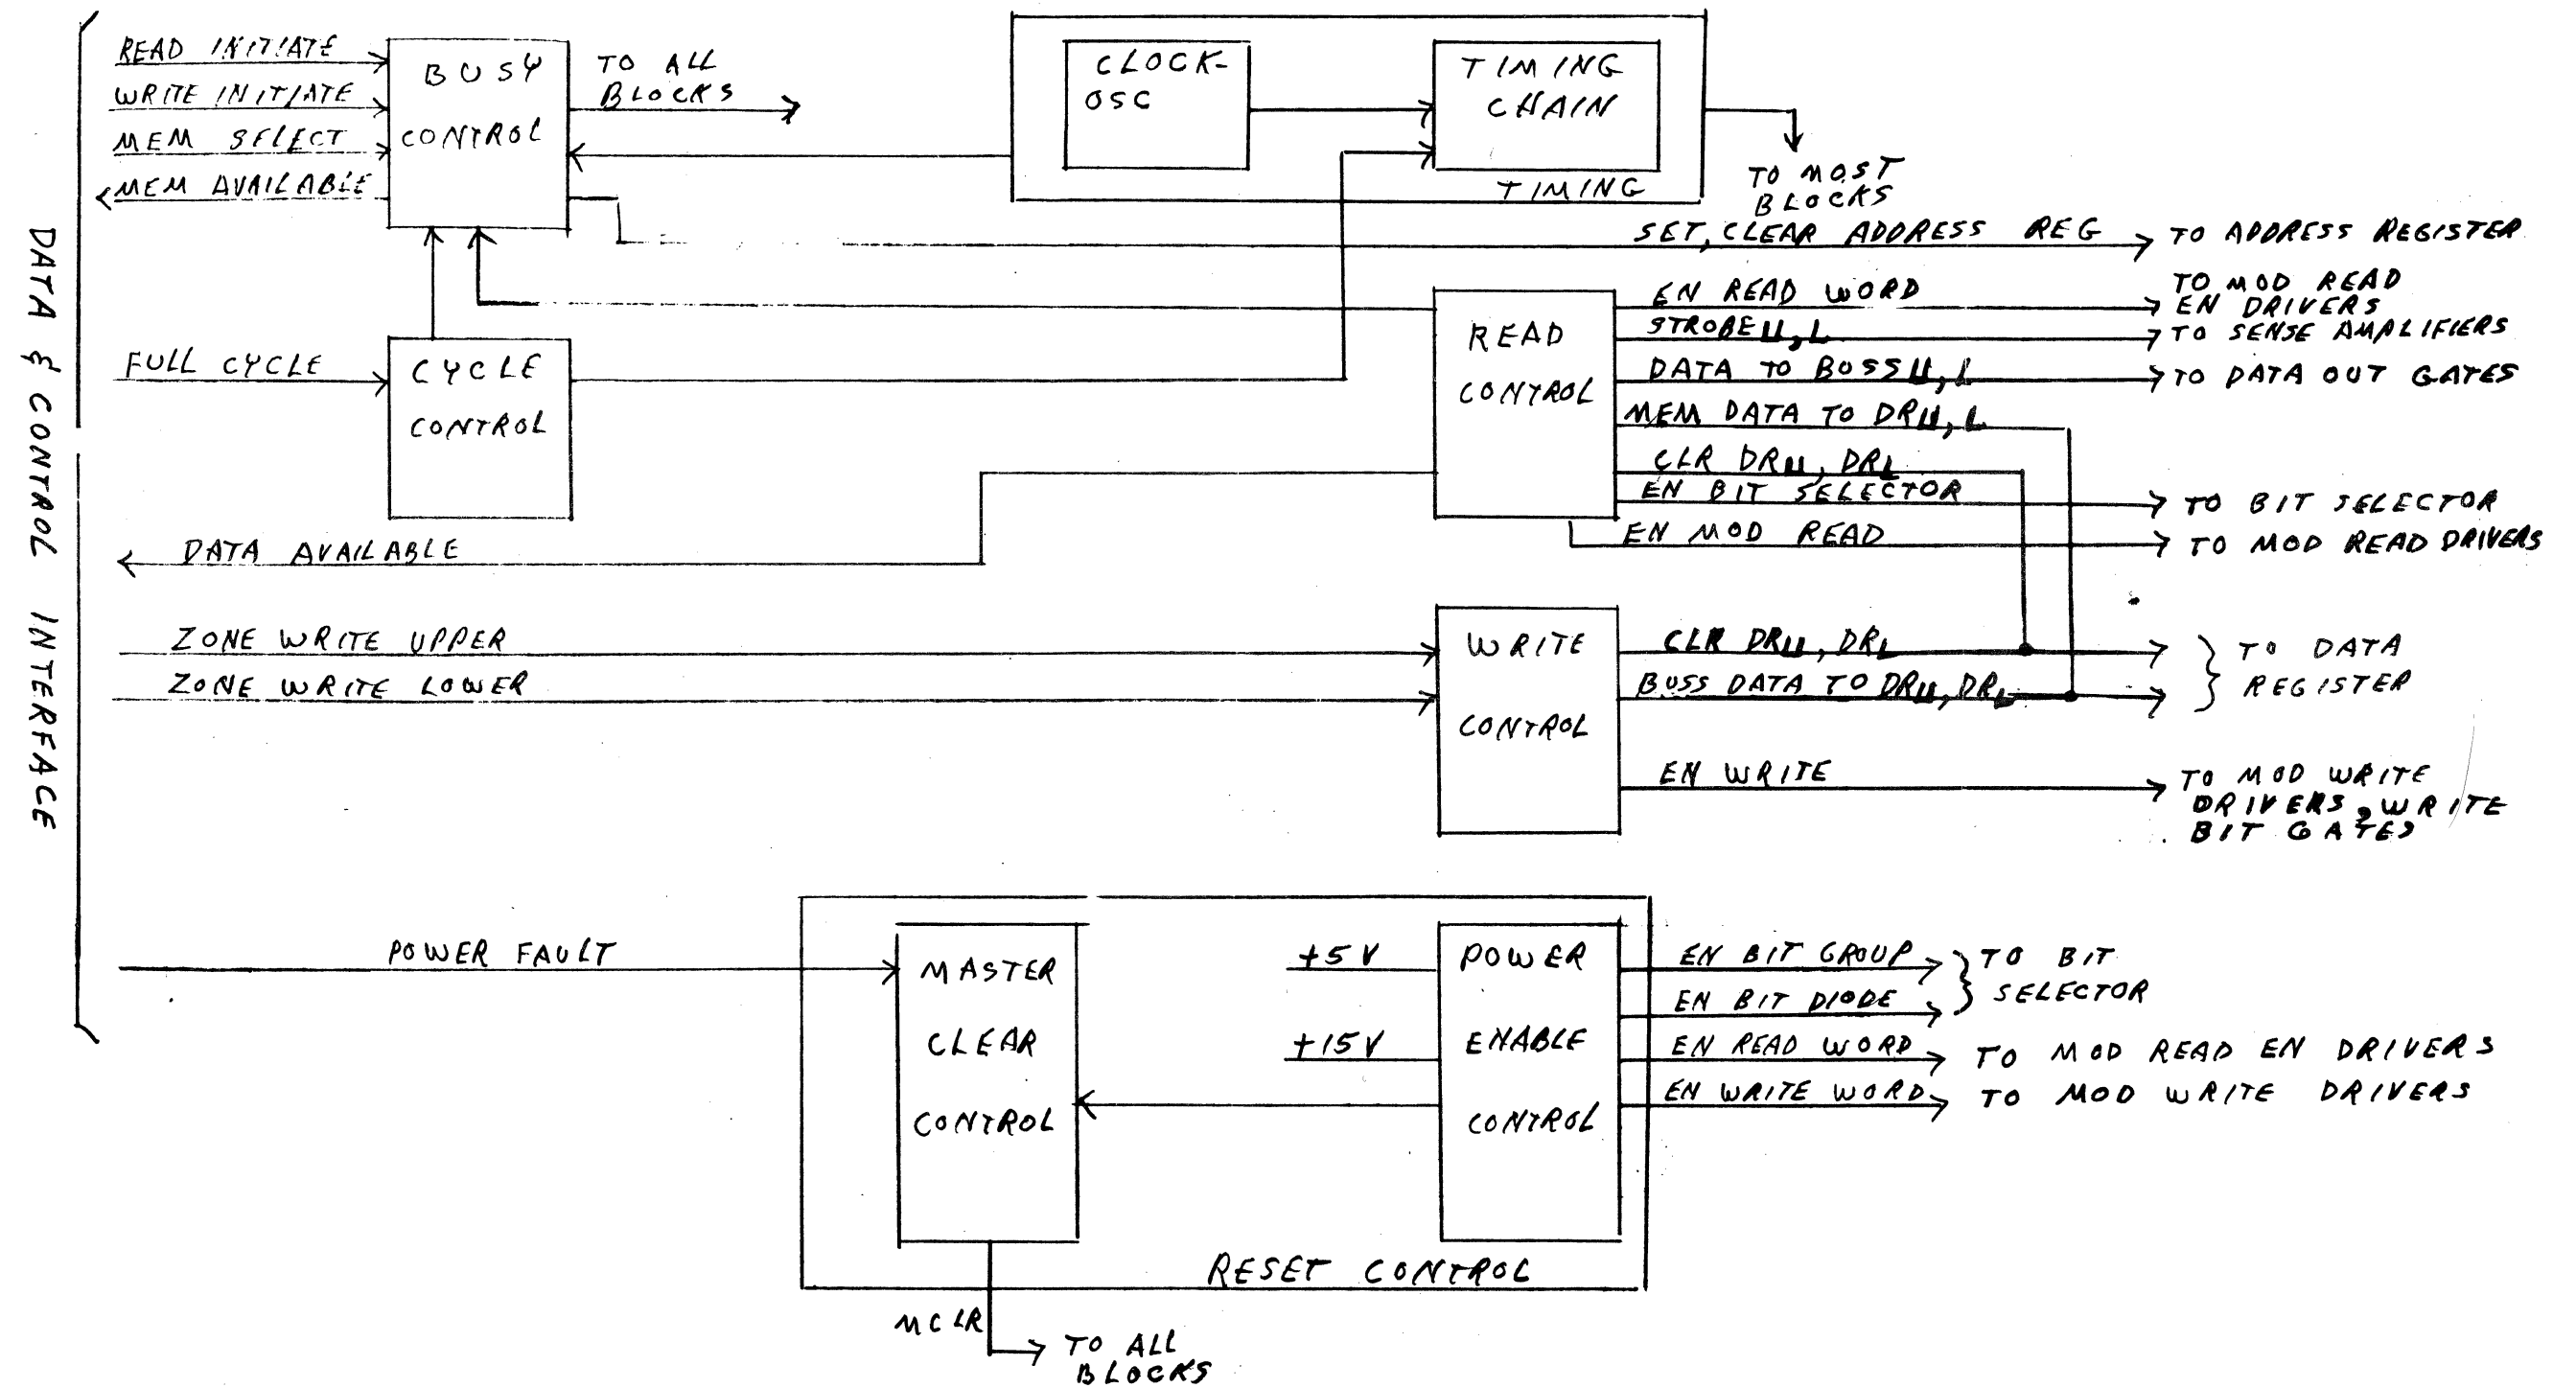 DATA & CONTROL INTERFACE
READ INITIATE
WRITE INITIATE
MEM SELECT
MEM AVAILABLE
BUSY
CONTROL
TO ALL
BLOCKS
CLOCK-
OSC
TIMING
CHAIN
TIMING
TO MOST
BLOCKS
SET, CLEAR ADDRESS REG
TO ADDRESS REGISTER
FULL CYCLE
CYCLE
CONTROL
READ
CONTROL
EN READ WORD
TO MOD READ
EN DRIVERS
STROBE U, L
TO SENSE AMPLIFIERS
DATA TO BUSS U, L
TO DATA OUT GATES
MEM DATA TO DRU, L
CLR DRU, DRL
EN BIT SELECTOR
TO BIT SELECTOR
EN MOD READ
TO MOD READ DRIVERS
DATA AVAILABLE
ZONE WRITE UPPER
ZONE WRITE LOWER
WRITE
CONTROL
CLR DRU, DRL
BUSS DATA TO DRU, DRL
TO DATA
REGISTER
EN WRITE
TO MOD WRITE
DRIVERS, WRITE
BIT GATES
POWER FAULT
MASTER
CLEAR
CONTROL
+5V
+15V
POWER
ENABLE
CONTROL
EN BIT GROUP
EN BIT DIODE
TO BIT
SELECTOR
EN READ WORD
TO MOD READ EN DRIVERS
EN WRITE WORD
TO MOD WRITE DRIVERS
RESET CONTROL
MCLR
TO ALL
BLOCKS